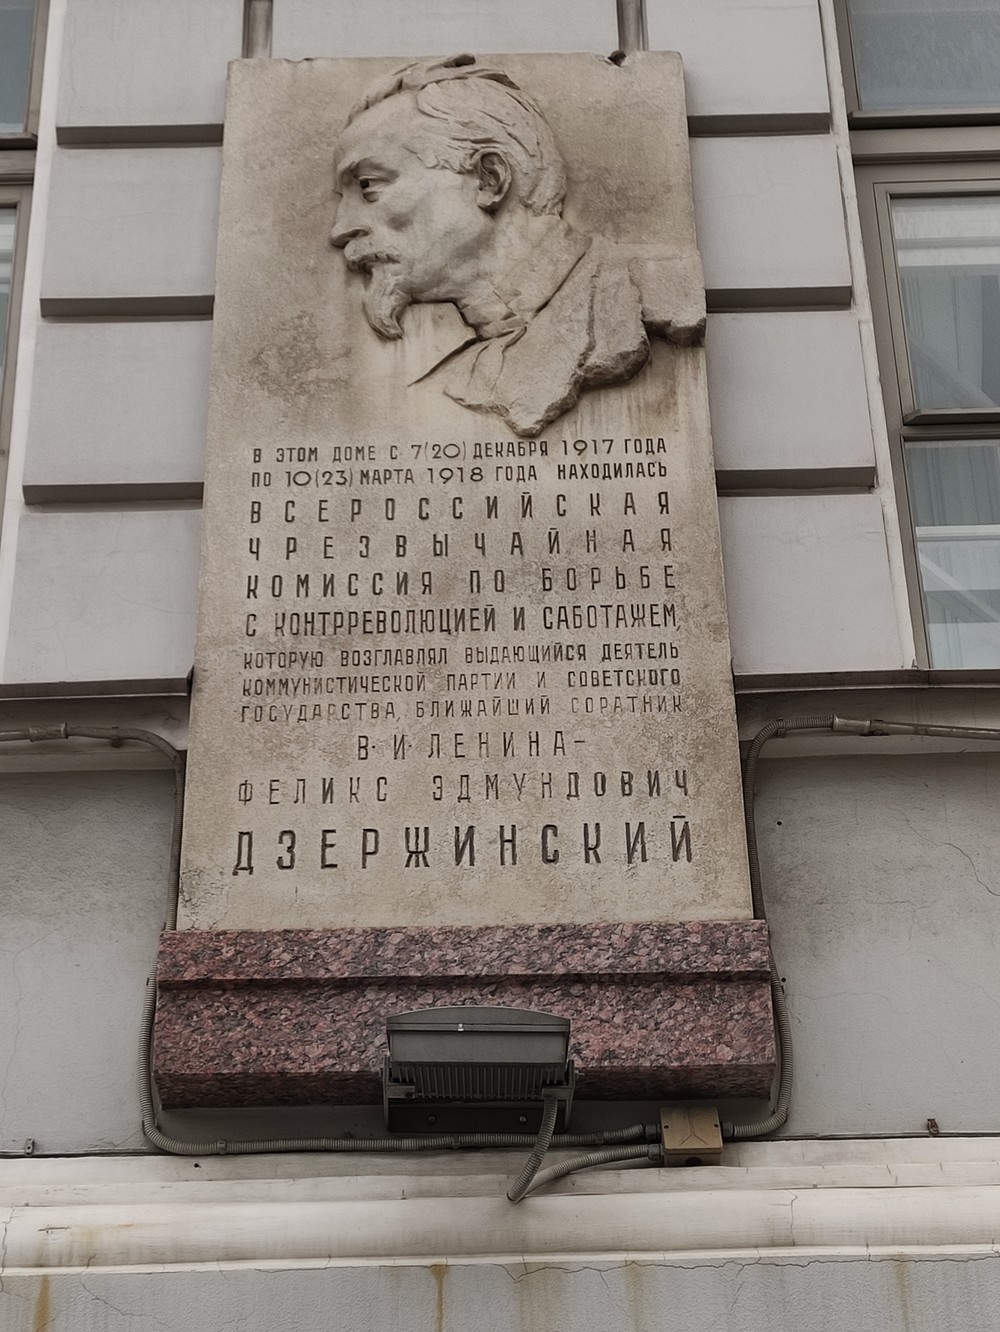 В ЭТОМ ДОМЕ С 7(20) ДЕКАБРЯ 1917 ГОДА
ПО 10(23) МАРТА 1918 ГОДА НАХОДИЛАСЬ
ВСЕРОССИЙСКАЯ
ЧРЕЗВЫЧАЙНАЯ
КОМИССИЯ ПО БОРЬБЕ
С КОНТРРЕВОЛЮЦИЕЙ И САБОТАЖЕМ,
КОТОРУЮ ВОЗГЛАВЛЯЛ ВЫДАЮЩИЙСЯ ДЕЯТЕЛЬ
КОММУНИСТИЧЕСКОЙ ПАРТИИ И СОВЕТСКОГО
ГОСУДАРСТВА, БЛИЖАЙШИЙ СОРАТНИК
В·И·ЛЕНИНА-
ФЕЛИКС ЭДМУНДОВИЧ
ДЗЕРЖИНСКИЙ